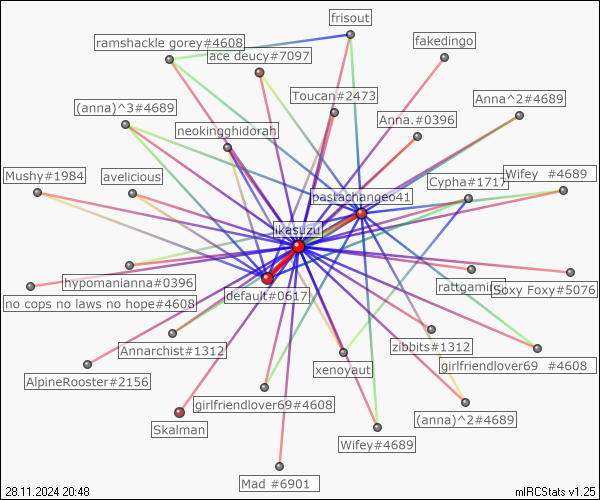 frisout
ramshackle gorey#4608
fakedingo
ace deucy#7097
Toucan#2473
Anna^2#4689
(anna)^3#4689
Anna.#0396
neokingghidorah
Mushy#1984
avelicious
Cypha#1717
Wifey #4689
pastachangeo41
likasuzu
hypomanianna#0396
rattgamin
Soxy Foxy#5076
default#0617
no cops no laws no hope#4608
Annarchist#1312
zibbits#1312
xenoyaut
girlfriendlover69 #4608
AlpineRooster#2156
girlfriendlover69#4608
(anna)^2#4689
Skalman
Wifey#4689
Mad #6901
28.11.2024 20:48
mIRCStats v1.25